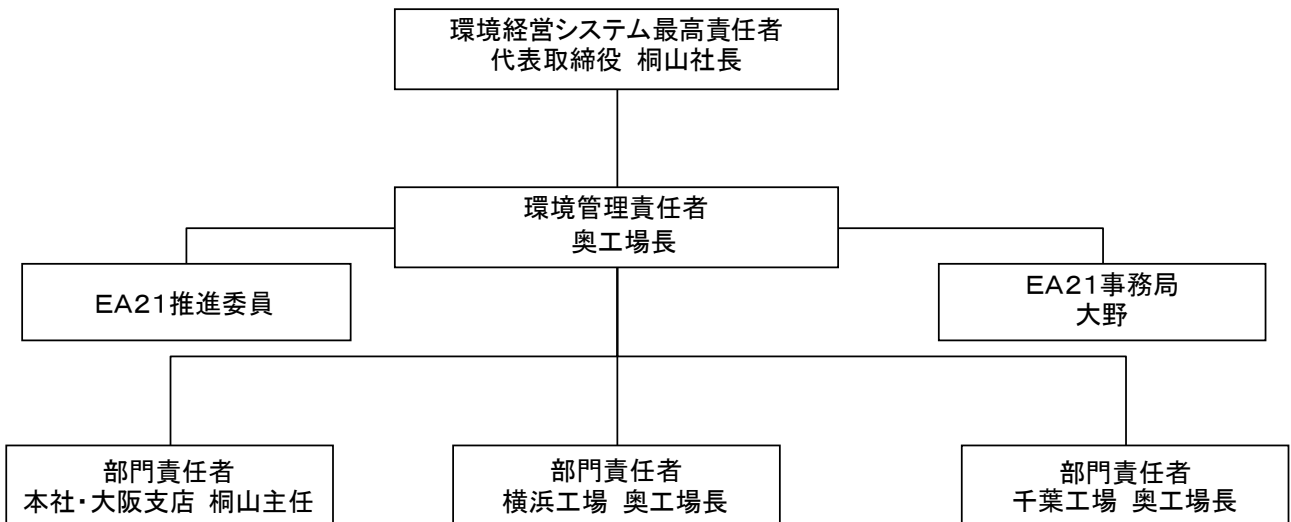 環境経営システム最高責任者
代表取締役 桐山社長
環境管理責任者
奥工場長
EA21推進委員
EA21事務局
大野
部門責任者
本社・大阪支店 桐山主任
部門責任者
横浜工場 奥工場長
部門責任者
千葉工場 奥工場長